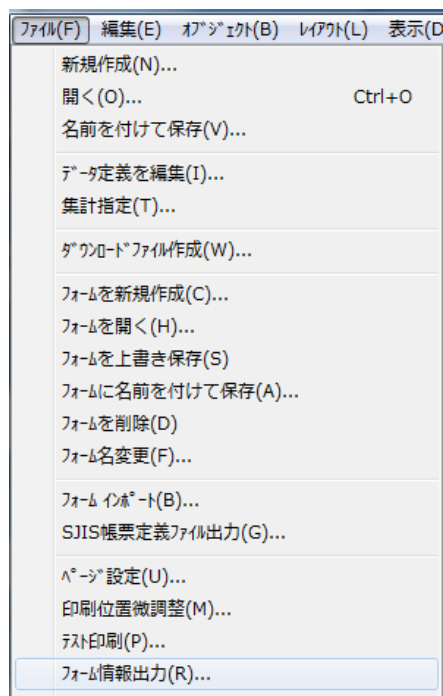 ﾌｧｲﾙ(F) 編集(E) ｵﾌﾞｼﾞｪｸﾄ(B) ﾚｲｱｳﾄ(L) 表示(D
新規作成(N)...
開く(O)... Ctrl+O
名前を付けて保存(V)...
ﾃﾞｰﾀ定義を編集(I)...
集計指定(T)...
ﾀﾞｳﾝﾛｰﾄﾞﾌｧｲﾙ作成(W)...
ﾌｫｰﾑを新規作成(C)...
ﾌｫｰﾑを開く(H)...
ﾌｫｰﾑを上書き保存(S)
ﾌｫｰﾑに名前を付けて保存(A)...
ﾌｫｰﾑを削除(D)
ﾌｫｰﾑ名変更(F)...
ﾌｫｰﾑ ｲﾝﾎﾟｰﾄ(B)...
SJIS帳票定義ﾌｧｲﾙ出力(G)...
ﾍﾟｰｼﾞ設定(U)...
印刷位置微調整(M)...
ﾃｽﾄ印刷(P)...
ﾌｫｰﾑ情報出力(R)...